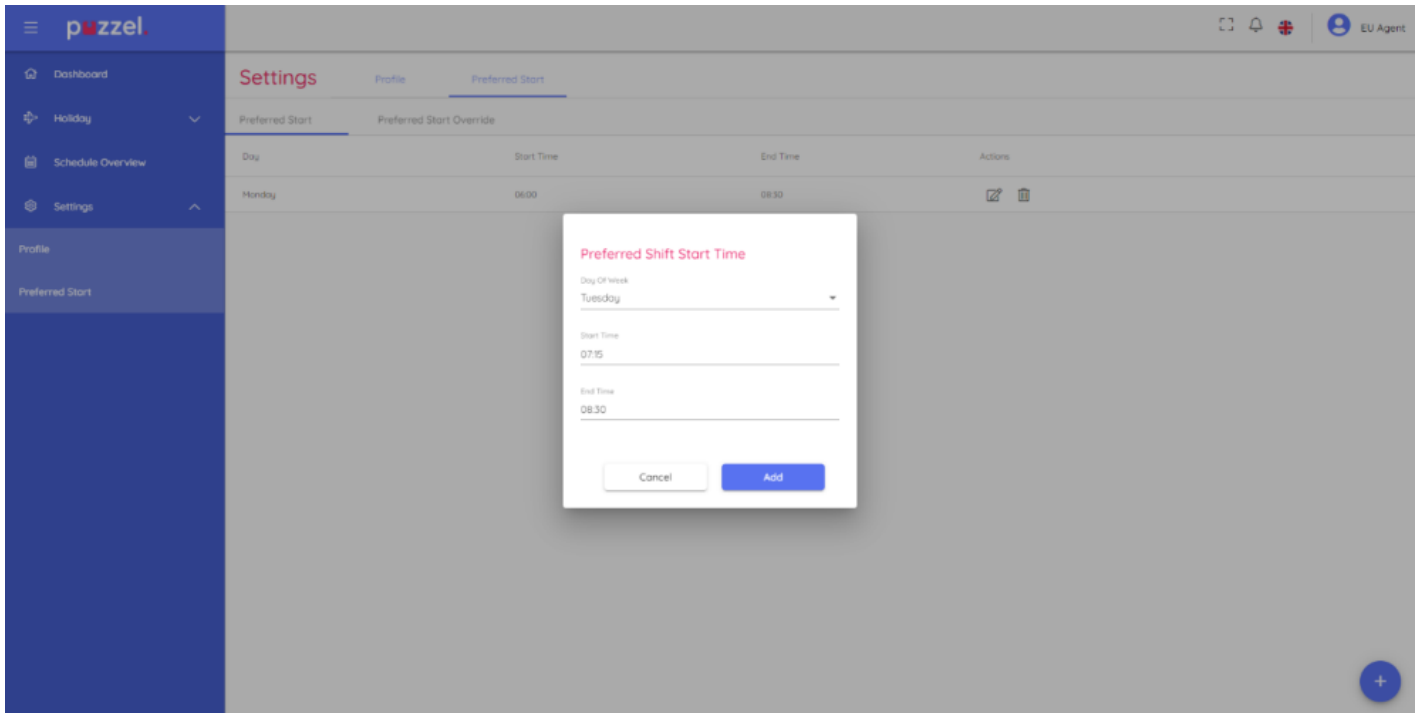 puzzel.
EU Agent
Dashboard
Holiday
Schedule Overview
Settings
Profile
Preferred Start
Settings
Profile
Preferred Start
Preferred Start
Preferred Start Override
Day
Start Time
End Time
Actions
Monday
06:00
08:30
Preferred Shift Start Time
Day Of Week
Tuesday
Start Time
07:15
End Time
08:30
Cancel
Add